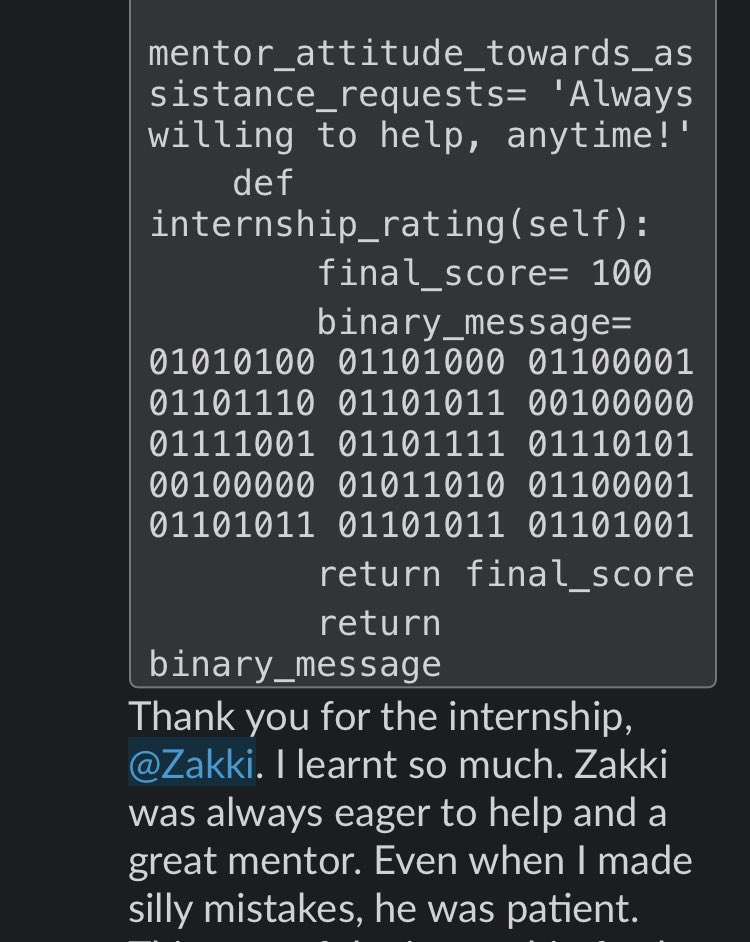 mentor_attitude_towards_as
sistance_requests= 'Always
willing to help, anytime!'
    def
internship_rating(self):
        final_score= 100
        binary_message=
01010100 01101000 01100001
01101110 01101011 00100000
01111001 01101111 01110101
00100000 01011010 01100001
01101011 01101011 01101001
        return final_score
        return
binary_message
Thank you for the internship,
@Zakki. I learnt so much. Zakki
was always eager to help and a
great mentor. Even when I made
silly mistakes, he was patient.